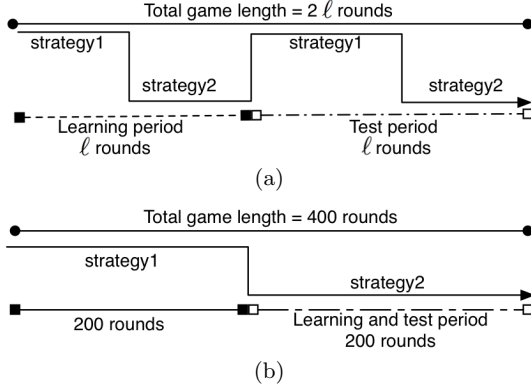 Total game length = 2 ℓ rounds
strategy1 strategy1
strategy2 strategy2
Learning period Test period
ℓ rounds ℓ rounds
(a)
Total game length = 400 rounds
strategy1
strategy2
200 rounds Learning and test period
200 rounds
(b)